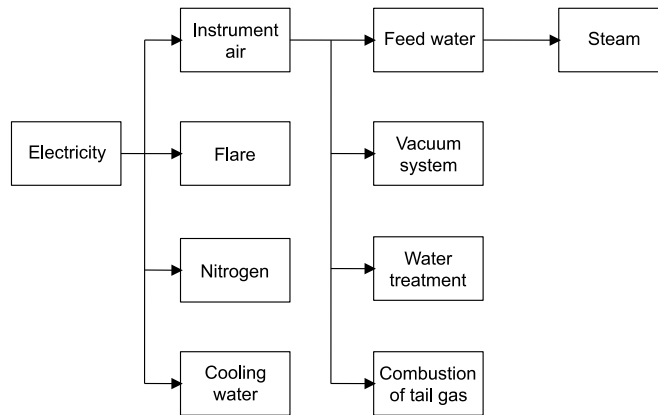 Instrument
air
Feed water
Steam
Electricity
Flare
Vacuum
system
Nitrogen
Water
treatment
Cooling
water
Combustion
of tail gas